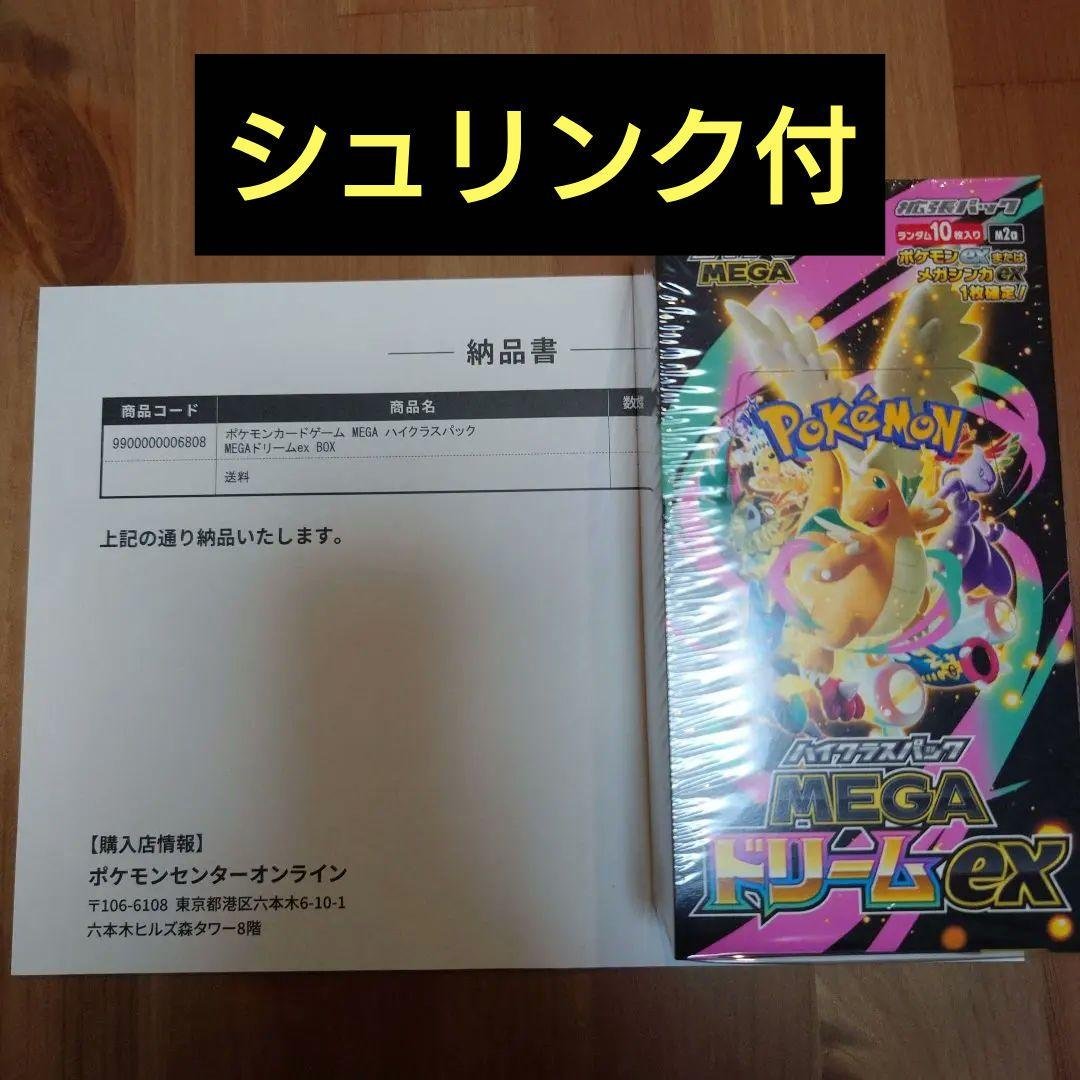 シュリンク付
拡張パック
ランダム10枚入り
M2a
ポケモンexまたは
メガシンカex
1枚確定!!
MEGA
POKéMON
ハイクラスパック
MEGA
ドリームex
納品書
商品コード 商品名
9900000006808 ポケモンカードゲーム MEGA ハイクラスパック
MEGAドリームex BOX
送料
上記の通り納品いたします。
【購入店情報】
ポケモンセンターオンライン
〒106-6108 東京都港区六本木6-10-1
六本木ヒルズ森タワー8階